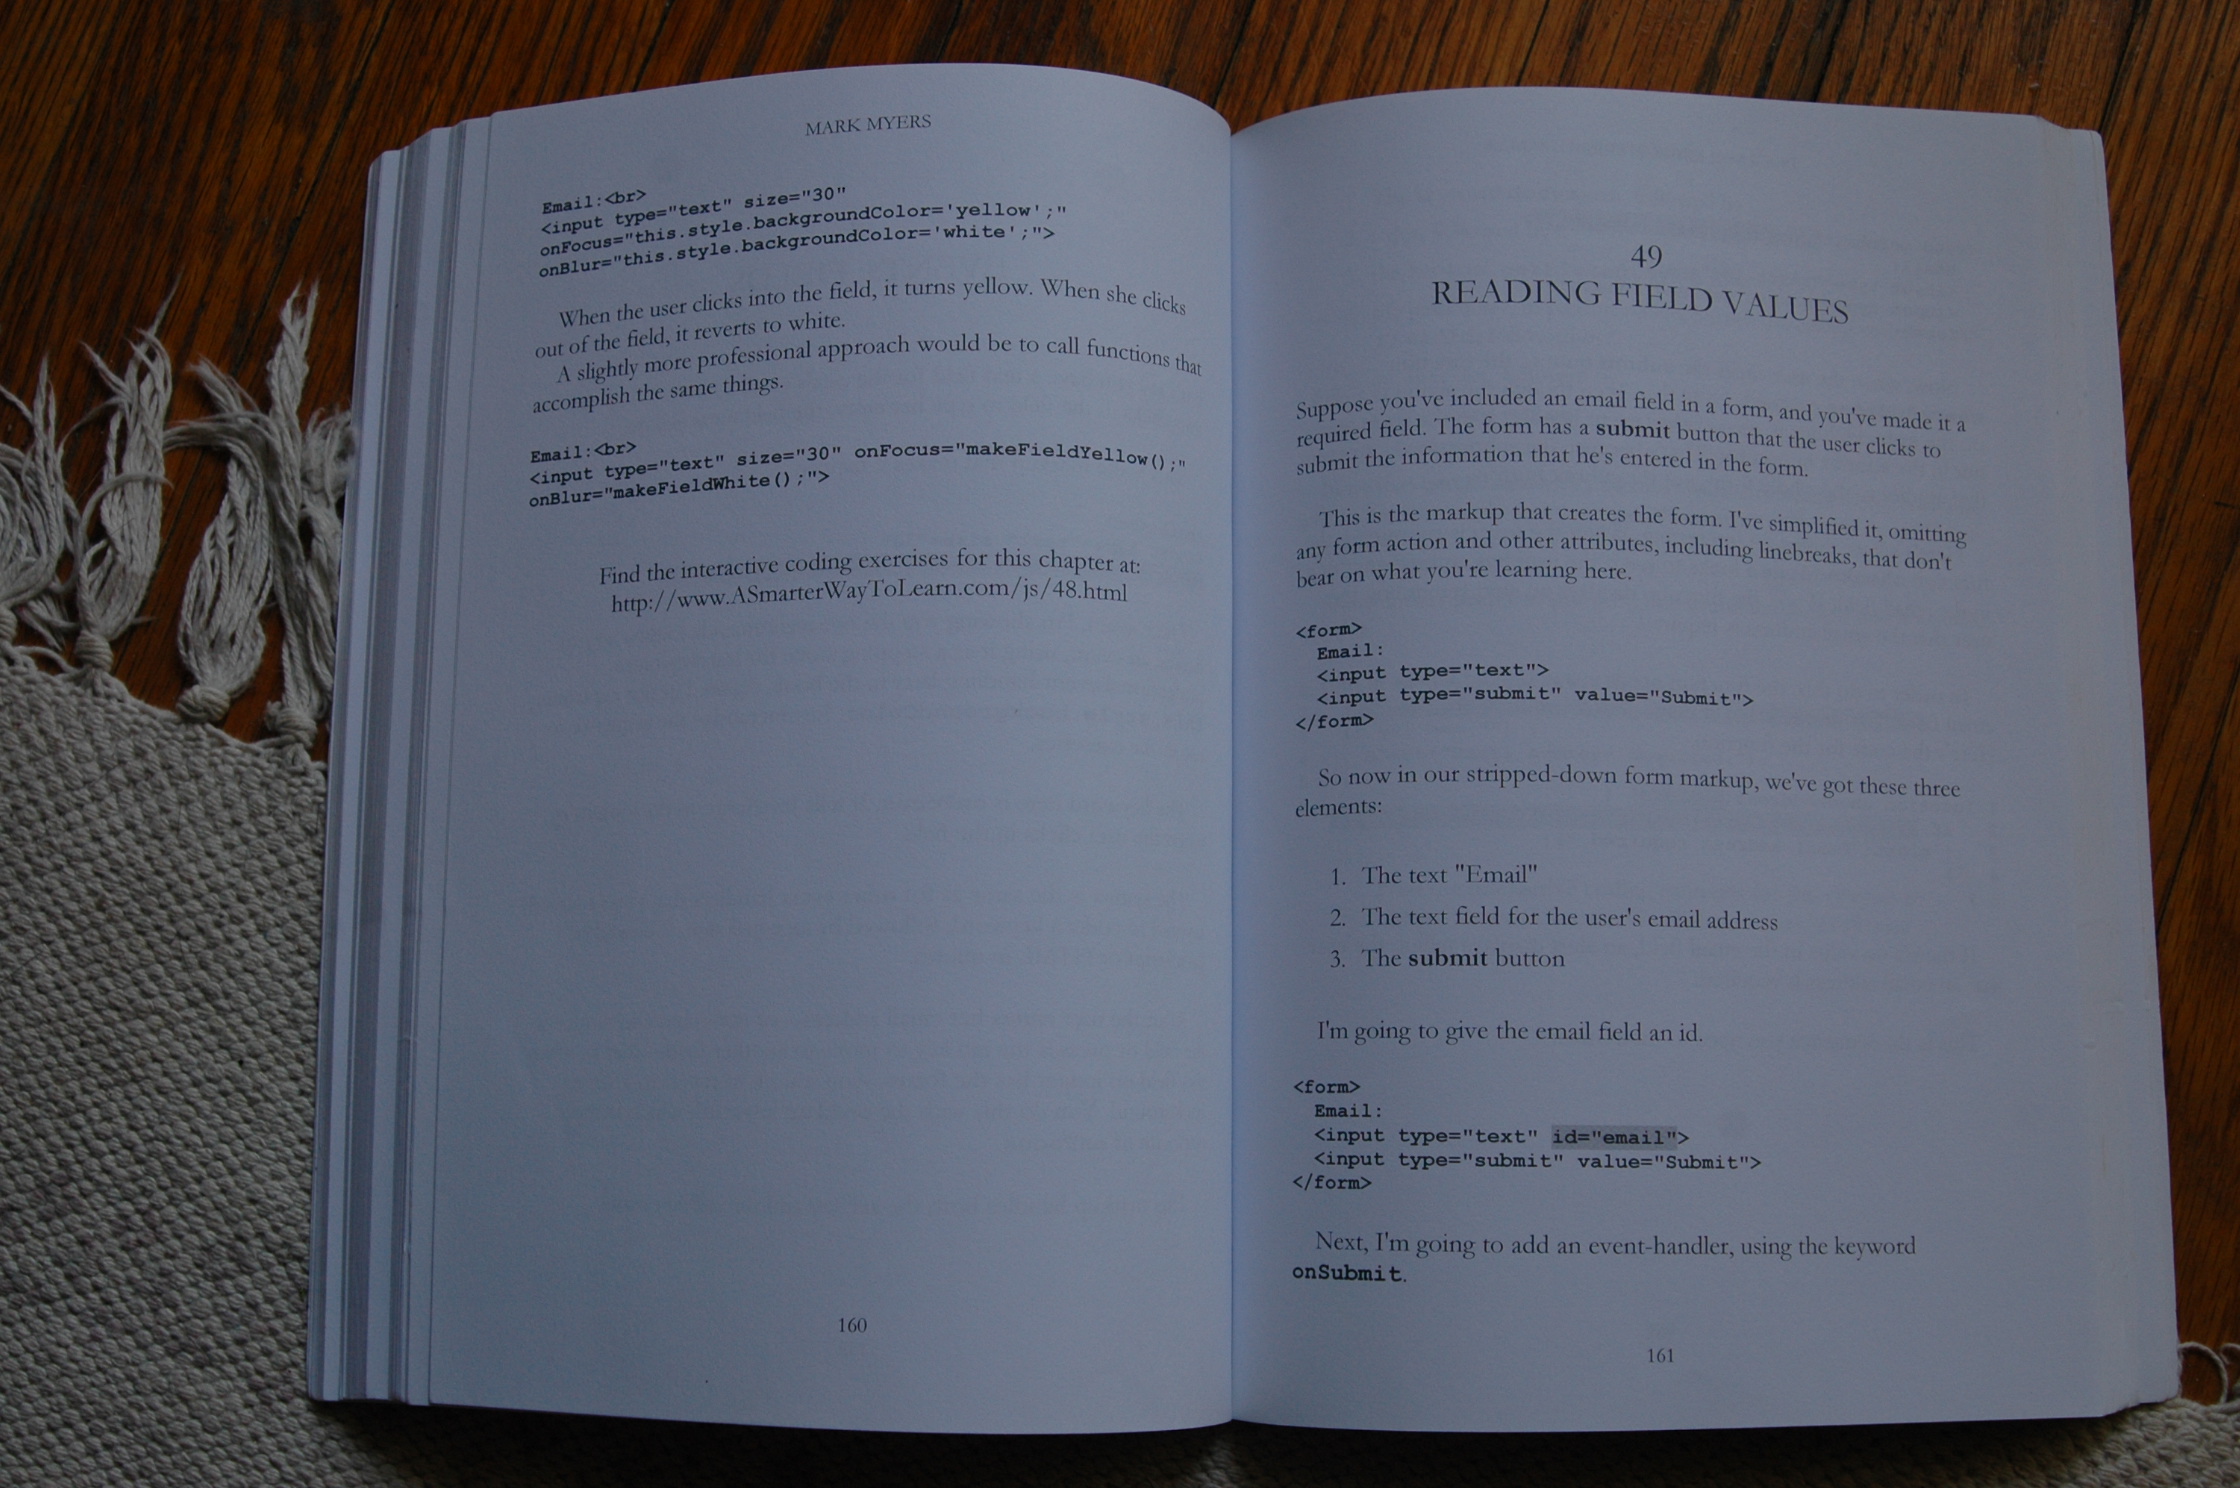 MARK MYERS
Email:<br>
<input type="text" size="30"
onFocus="this.style.backgroundColor='yellow';"
onBlur="this.style.backgroundColor='white';">
When the user clicks into the field, it turns yellow. When she clicks
out of the field, it reverts to white.
A slightly more professional approach would be to call functions that
accomplish the same things.
Email:<br>
<input type="text" size="30" onFocus="makeFieldYellow();"
onBlur="makeFieldWhite();">
Find the interactive coding exercises for this chapter at:
http://www.ASmarterWayToLearn.com/js/48.html
160
49
READING FIELD VALUES
Suppose you've included an email field in a form, and you've made it a
required field. The form has a submit button that the user clicks to
submit the information that he's entered in the form.
This is the markup that creates the form. I've simplified it, omitting
any form action and other attributes, including linebreaks, that don't
bear on what you're learning here.
<form>
Email:
<input type="text">
<input type="submit" value="Submit">
</form>
So now in our stripped-down form markup, we've got these three
elements:
1. The text "Email"
2. The text field for the user's email address
3. The submit button
I'm going to give the email field an id.
<form>
Email:
<input type="text" id="email">
<input type="submit" value="Submit">
</form>
Next, I'm going to add an event-handler, using the keyword
onSubmit.
161